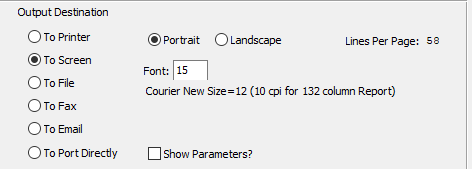 Output Destination
To Printer
Portrait Landscape Lines Per Page: 58
To Screen
Font: 15
To File
Courier New Size=12 (10 cpi for 132 column Report)
To Fax
To Email
To Port Directly
Show Parameters?